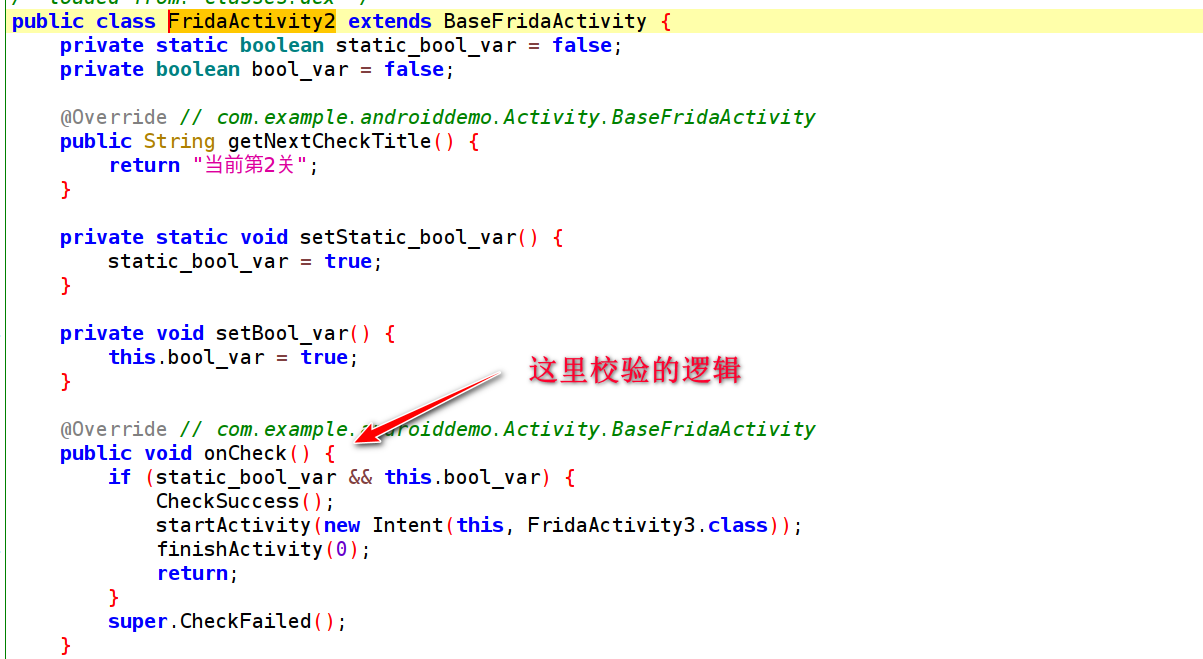 /* loaded from: classes.dex */
public class FridaActivity2 extends BaseFridaActivity {
private static boolean static_bool_var = false;
private boolean bool_var = false;
@Override // com.example.androiddemo.Activity.BaseFridaActivity
public String getNextCheckTitle() {
return "当前第2关";
}
private static void setStatic_bool_var() {
static_bool_var = true;
}
private void setBool_var() {
this.bool_var = true;
}
这里校验的逻辑
@Override // com.example.androiddemo.Activity.BaseFridaActivity
public void onCheck() {
if (static_bool_var && this.bool_var) {
CheckSuccess();
startActivity(new Intent(this, FridaActivity3.class));
finishActivity(0);
return;
}
super.CheckFailed();
}